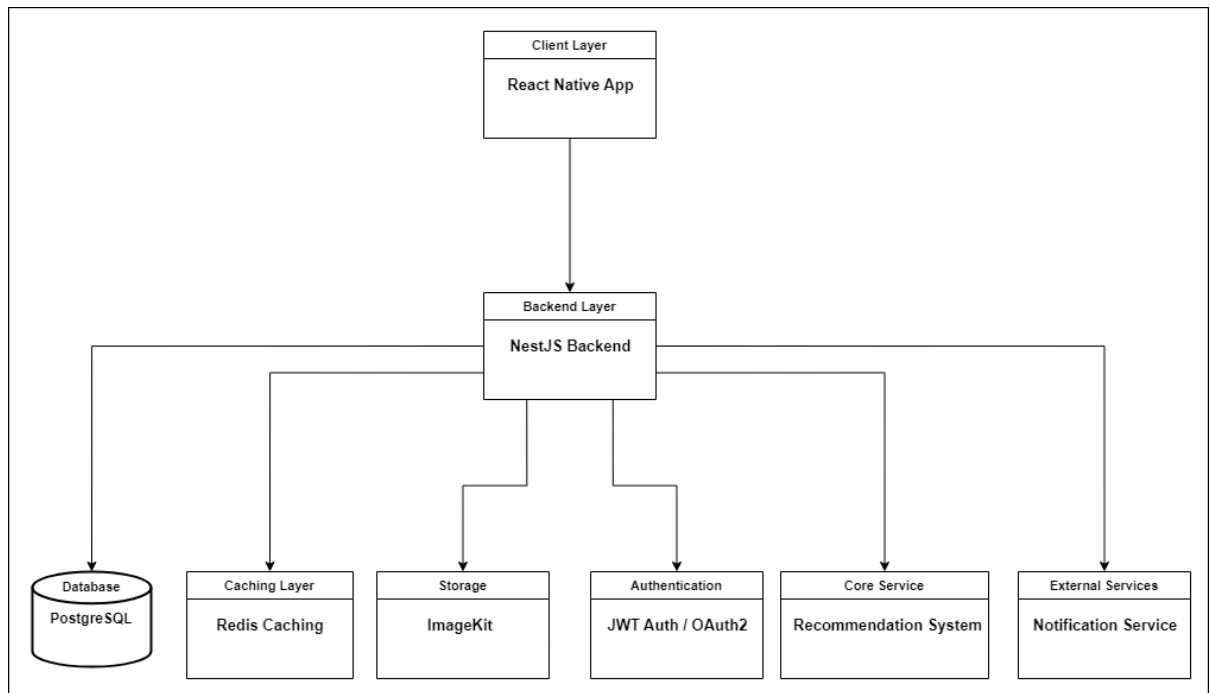 Client Layer
React Native App
Backend Layer
NestJS Backend
Database
PostgreSQL
Caching Layer
Redis Caching
Storage
ImageKit
Authentication
JWT Auth / OAuth2
Core Service
Recommendation System
External Services
Notification Service